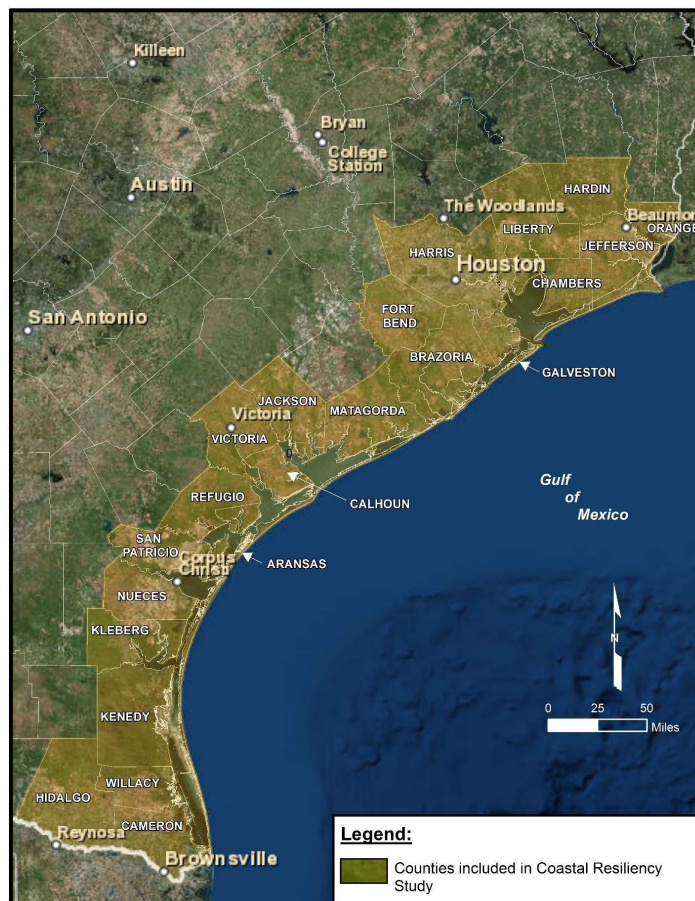 Killeen
Bryan
College
Station
Austin
HARDIN
The Woodlands
Beaumon
LIBERTY
ORANGE
HARRIS
JEFFERSON
Houston
CHAMBERS
San Antonio
FORT
BEND
BRAZORIA
GALVESTON
JACKSON
MATAGORDA
Victoria
VICTORIA
0
Gulf
of
Mexico
REFUGIO
CALHOUN
SAN
PATRICIO
Corpus
Christi
ARANSAS
NUECES
KLEBERG
N
KENEDY
0 25 50
Miles
WILLACY
HIDALGO
CAMERON
Reynosa
Brownsville
Legend:
Counties included in Coastal Resiliency
Study